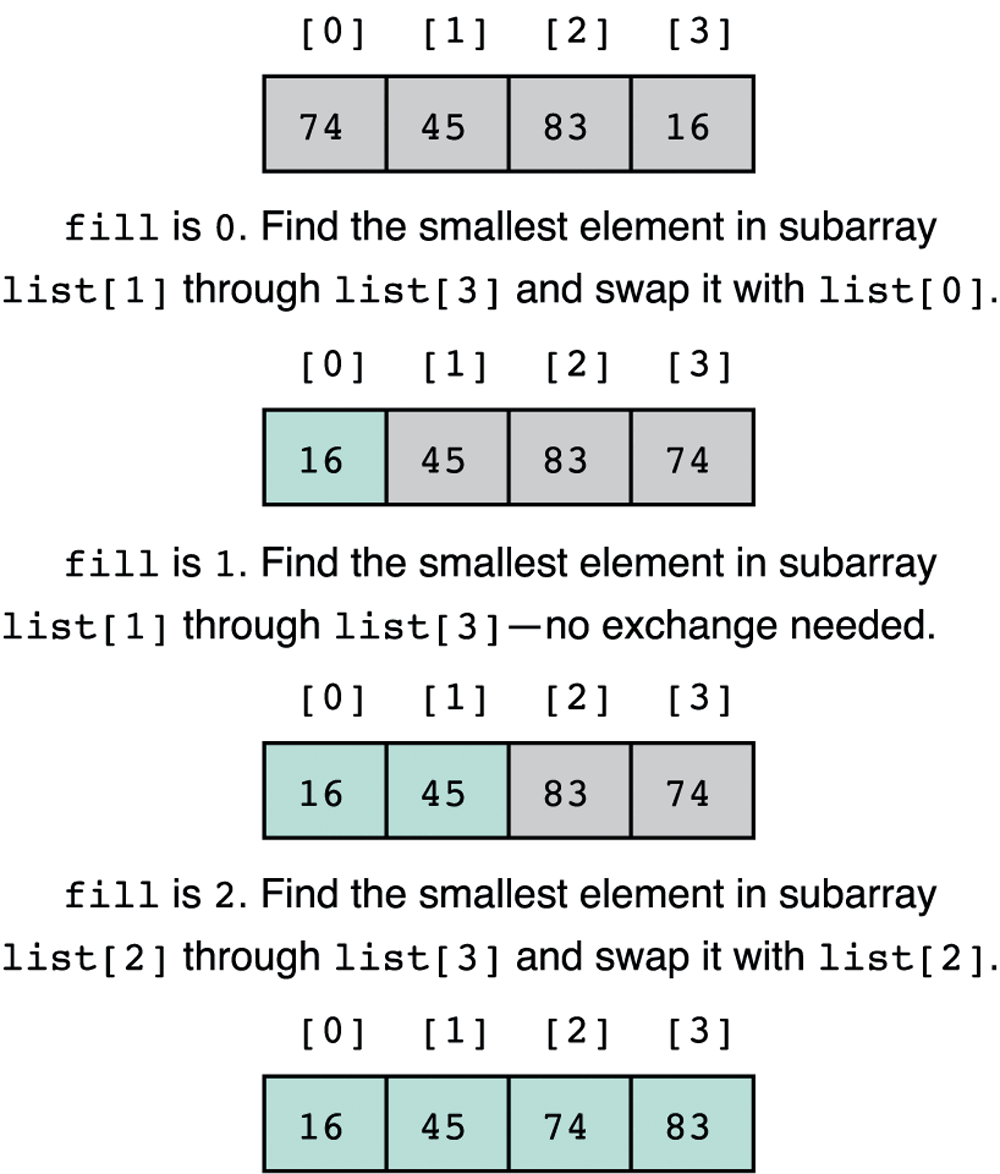 [0] [1] [2] [3]
74 45 83 16
fill is 0. Find the smallest element in subarray
list[1] through list[3] and swap it with list[0].
[0] [1] [2] [3]
16 45 83 74
fill is 1. Find the smallest element in subarray
list[1] through list[3]—no exchange needed.
[0] [1] [2] [3]
16 45 83 74
fill is 2. Find the smallest element in subarray
list[2] through list[3] and swap it with list[2].
[0] [1] [2] [3]
16 45 74 83